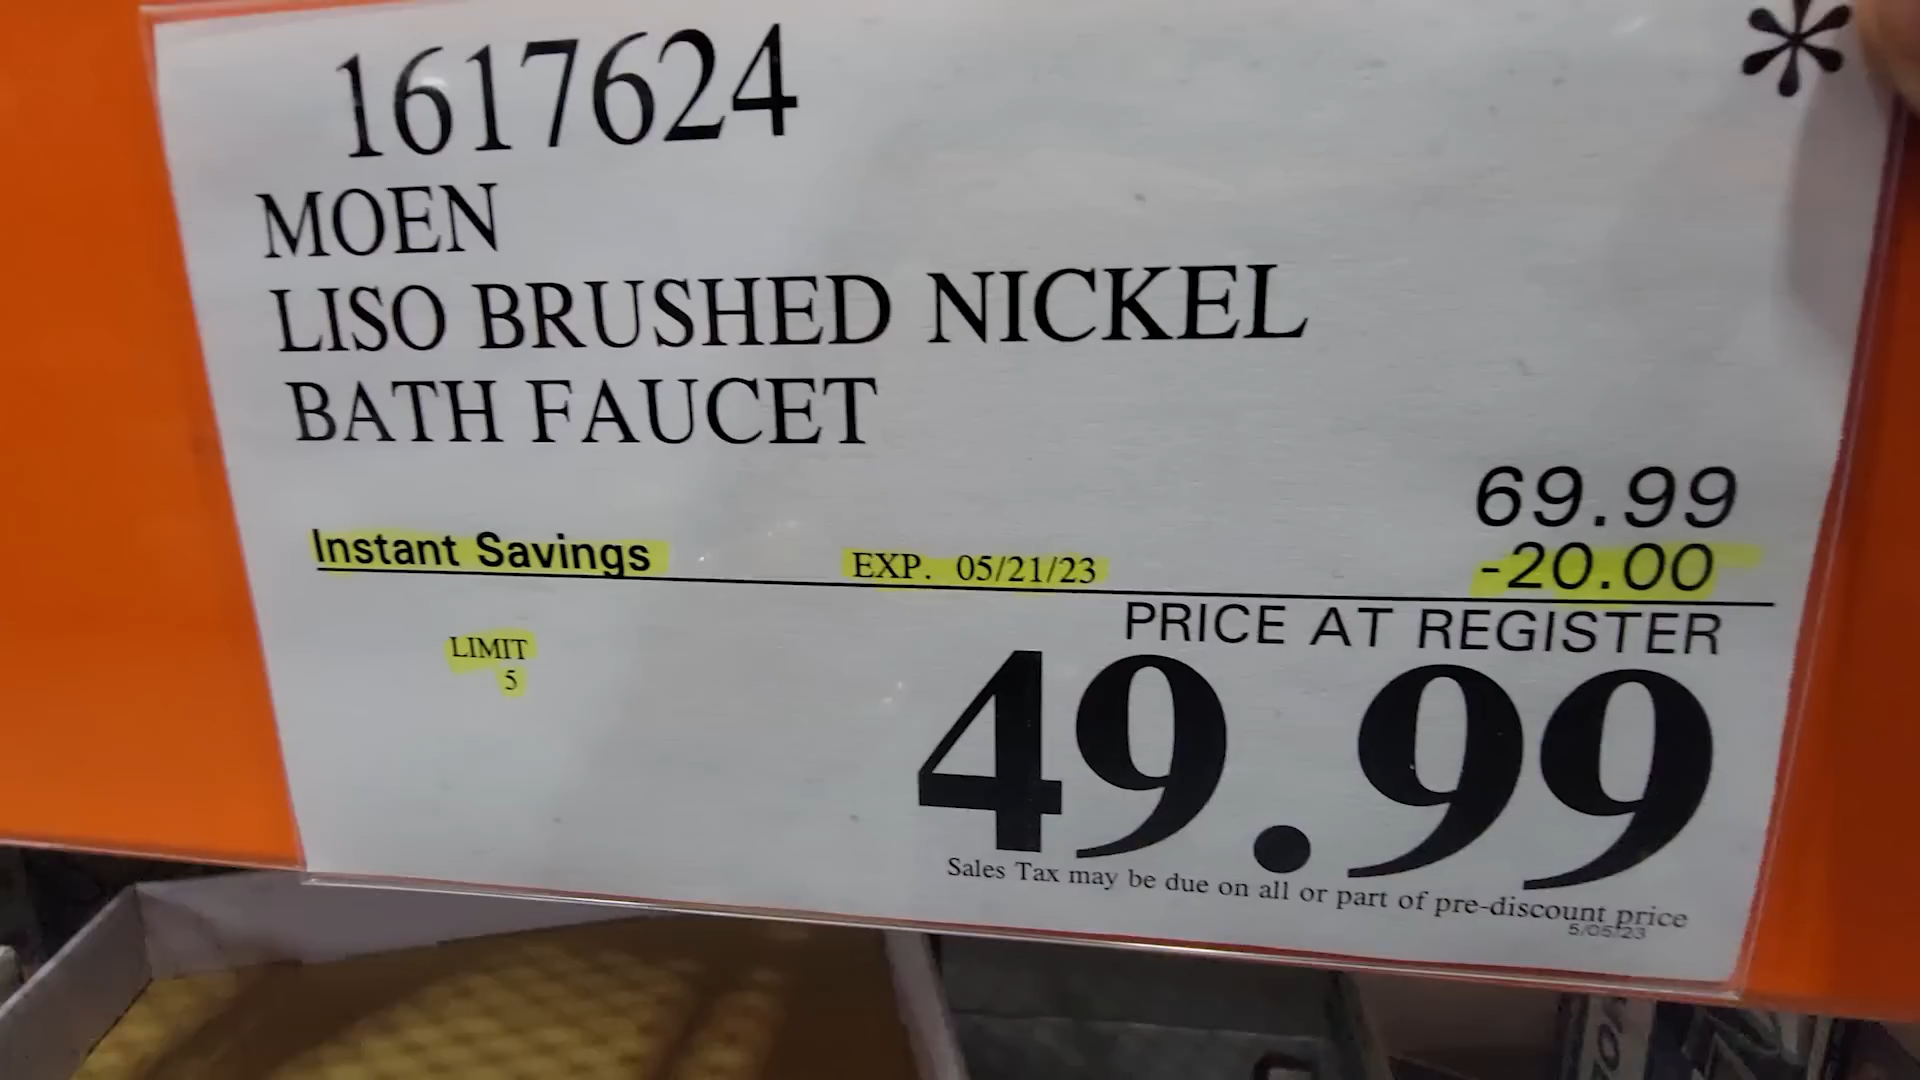 *
1617624
MOEN
LISO BRUSHED NICKEL
BATH FAUCET
69.99
Instant Savings EXP. 05/21/23 -20.00
PRICE AT REGISTER
LIMIT
5
49.99
Sales Tax may be due on all or part of pre-discount price
5/05/23